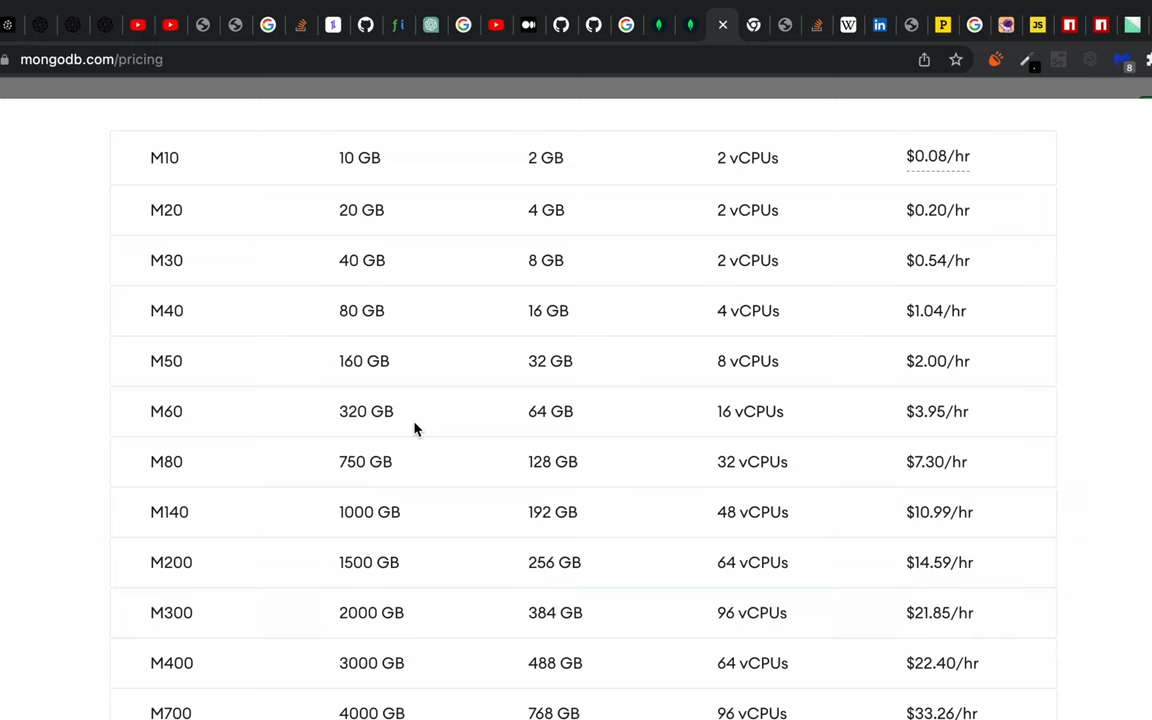 mongodb.com/pricing
8
M10 10 GB 2 GB 2 vCPUs $0.08/hr
M20 20 GB 4 GB 2 vCPUs $0.20/hr
M30 40 GB 8 GB 2 vCPUs $0.54/hr
M40 80 GB 16 GB 4 vCPUs $1.04/hr
M50 160 GB 32 GB 8 vCPUs $2.00/hr
M60 320 GB 64 GB 16 vCPUs $3.95/hr
M80 750 GB 128 GB 32 vCPUs $7.30/hr
M140 1000 GB 192 GB 48 vCPUs $10.99/hr
M200 1500 GB 256 GB 64 vCPUs $14.59/hr
M300 2000 GB 384 GB 96 vCPUs $21.85/hr
M400 3000 GB 488 GB 64 vCPUs $22.40/hr
M700 4000 GB 768 GB 96 vCPUs $33.26/hr